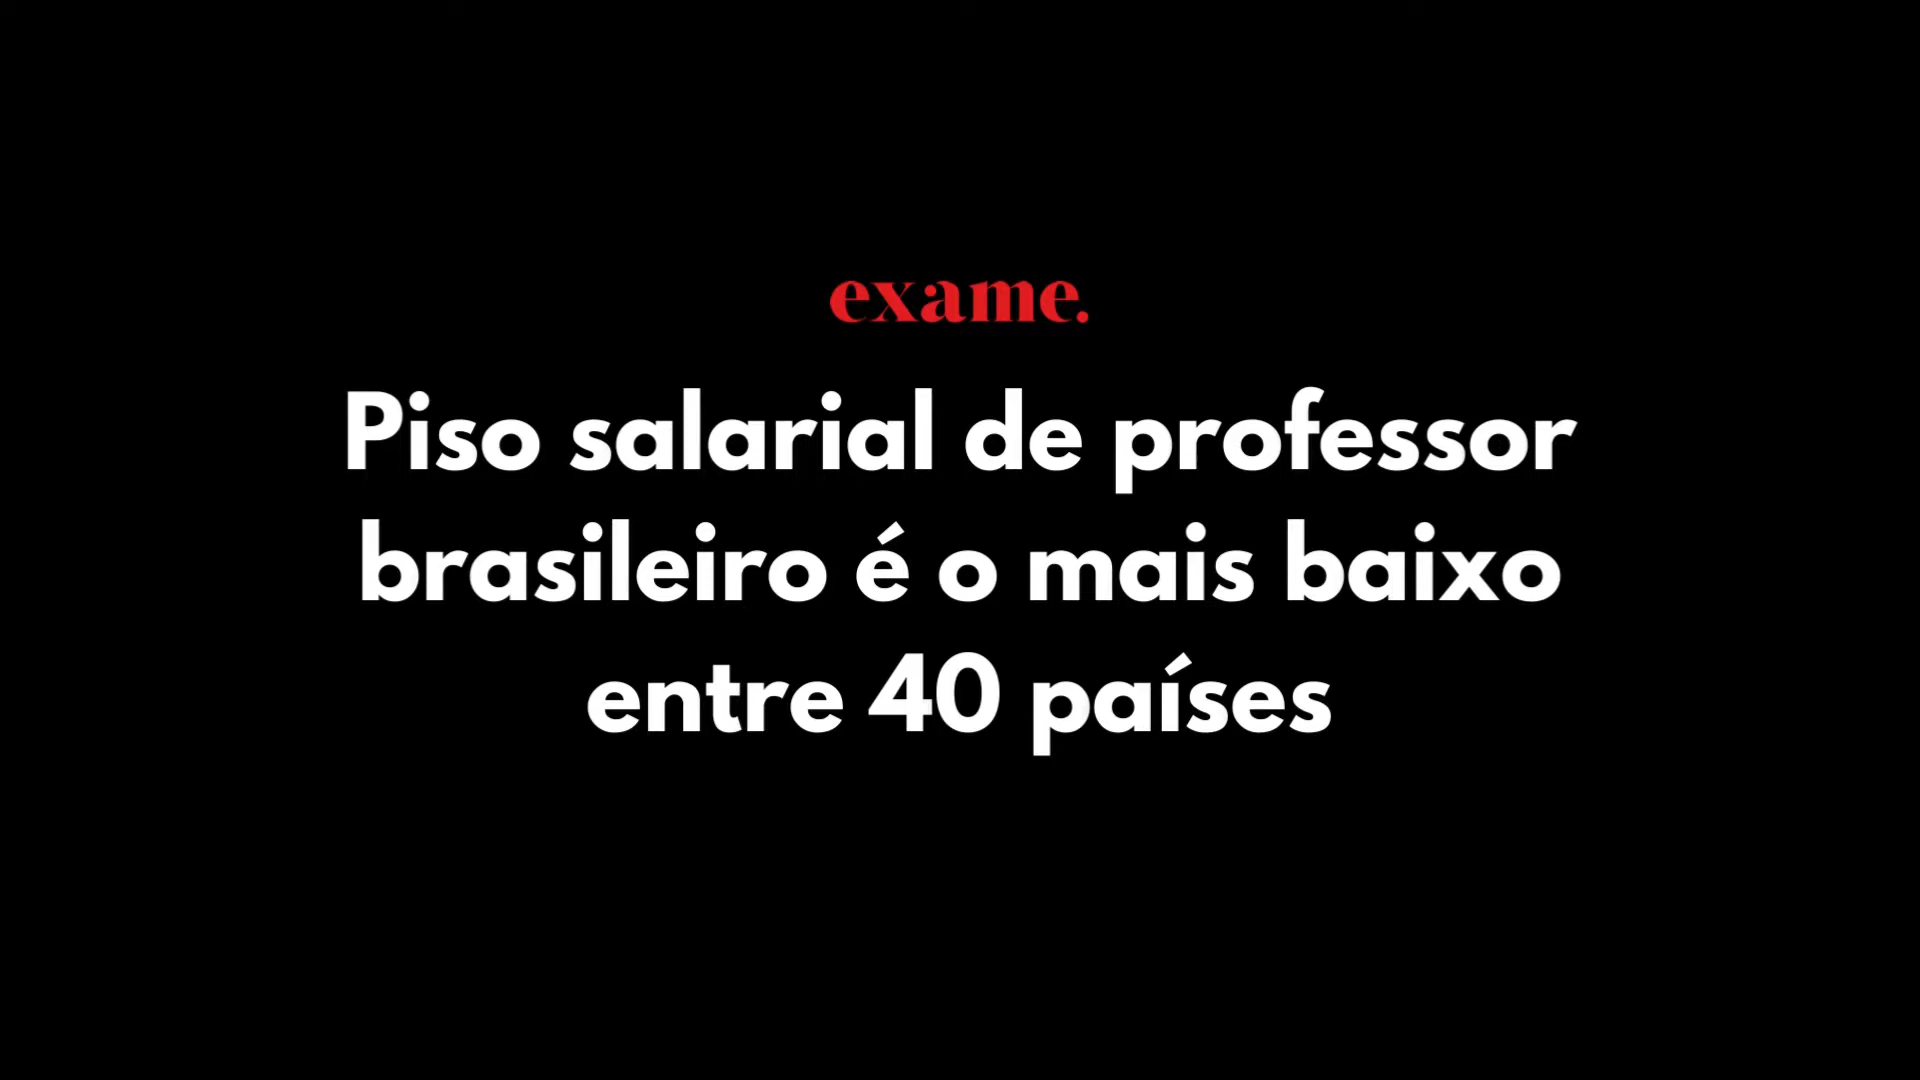 exame.
Piso salarial de professor
brasileiro é o mais baixo
entre 40 países